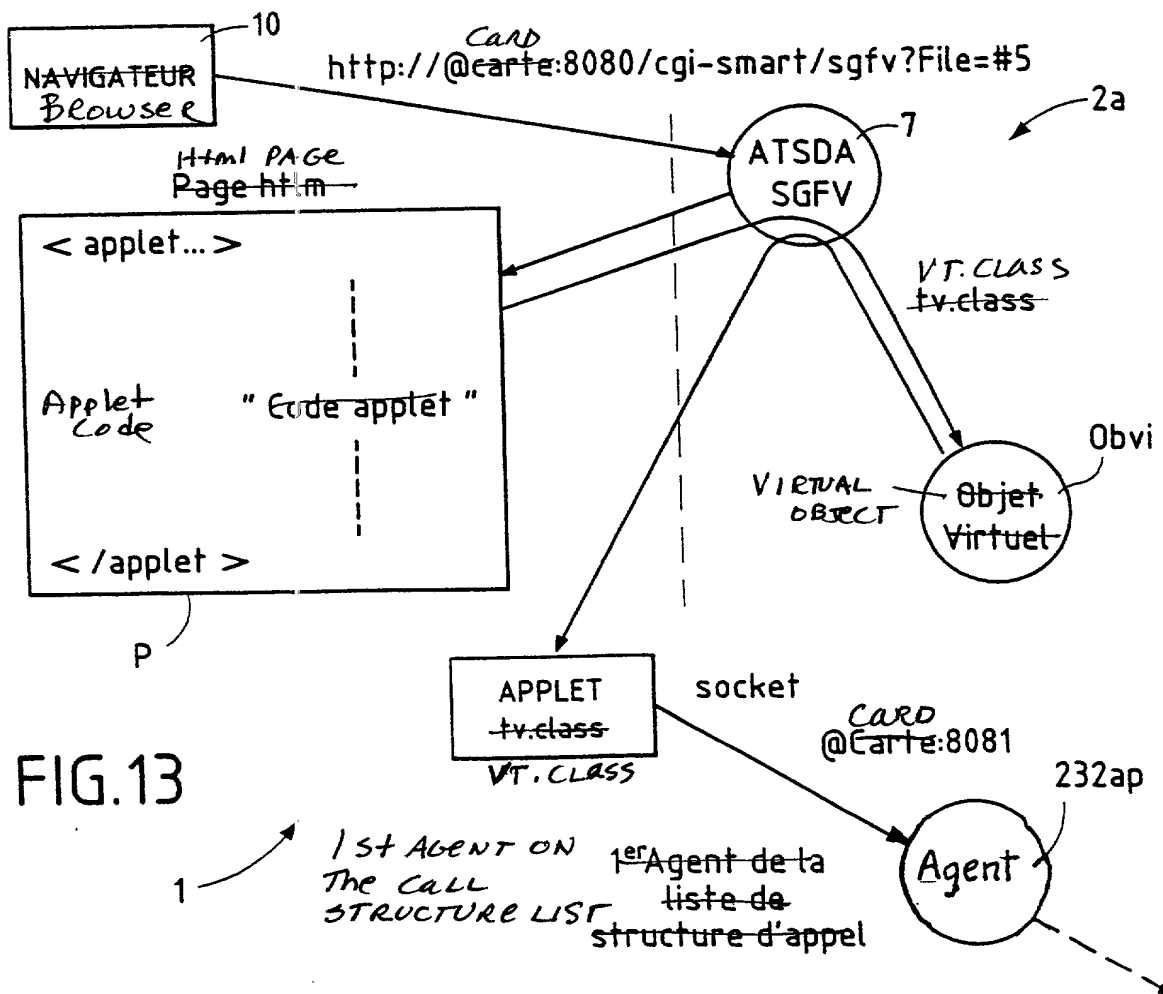 10
CARD
http://@carte:8080/cgi-smart/sgfv?File=#5
NAVIGATEUR
Browser
2a
7
ATSDA
SGFV
Html PAGE
Page htlm
< applet...>
VT.CLASS
tv.class
Applet
Code
" Code applet "
Obvi
VIRTUAL
OBJECT
Objet
Virtuel
< /applet >
P
APPLET
tv.class
VT.CLASS
socket
CARD
@Carte:8081
FIG.13
232ap
Agent
1
1st AGENT ON
The CALL
STRUCTURE LIST
1er Agent de la
liste de
structure d'appel